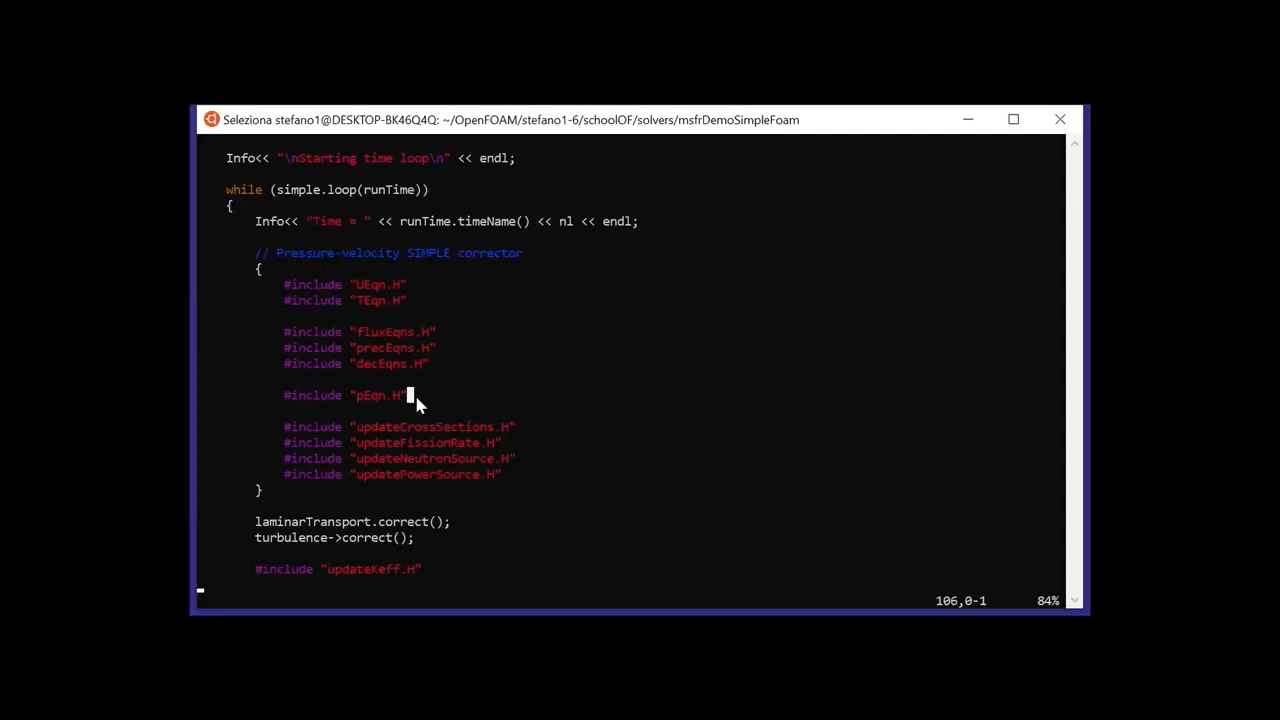 Seleziona stefano1@DESKTOP-BK46Q4Q: ~/OpenFOAM/stefano1-6/schoolOF/solvers/msfrDemoSimpleFoam
Info<< "\nStarting time loop\n" << endl;
while (simple.loop(runTime))
{
Info<< "Time = " << runTime.timeName() << nl << endl;
// Pressure-velocity SIMPLE corrector
{
#include "UEqn.H"
#include "TEqn.H"
#include "fluxEqns.H"
#include "precEqns.H"
#include "decEqns.H"
#include "pEqn.H"
#include "updateCrossSections.H"
#include "updateFissionRate.H"
#include "updateNeutronSource.H"
#include "updatePowerSource.H"
}
laminarTransport.correct();
turbulence->correct();
#include "updateKeff.H"
106,0-1 84%